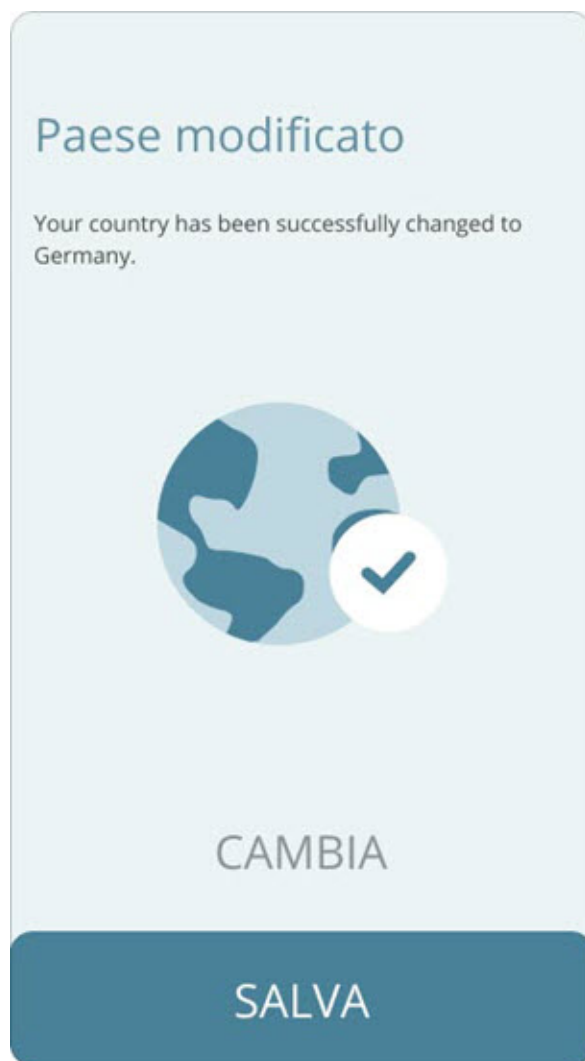 Paese modificato
Your country has been successfully changed to
Germany.
CAMBIA
SALVA